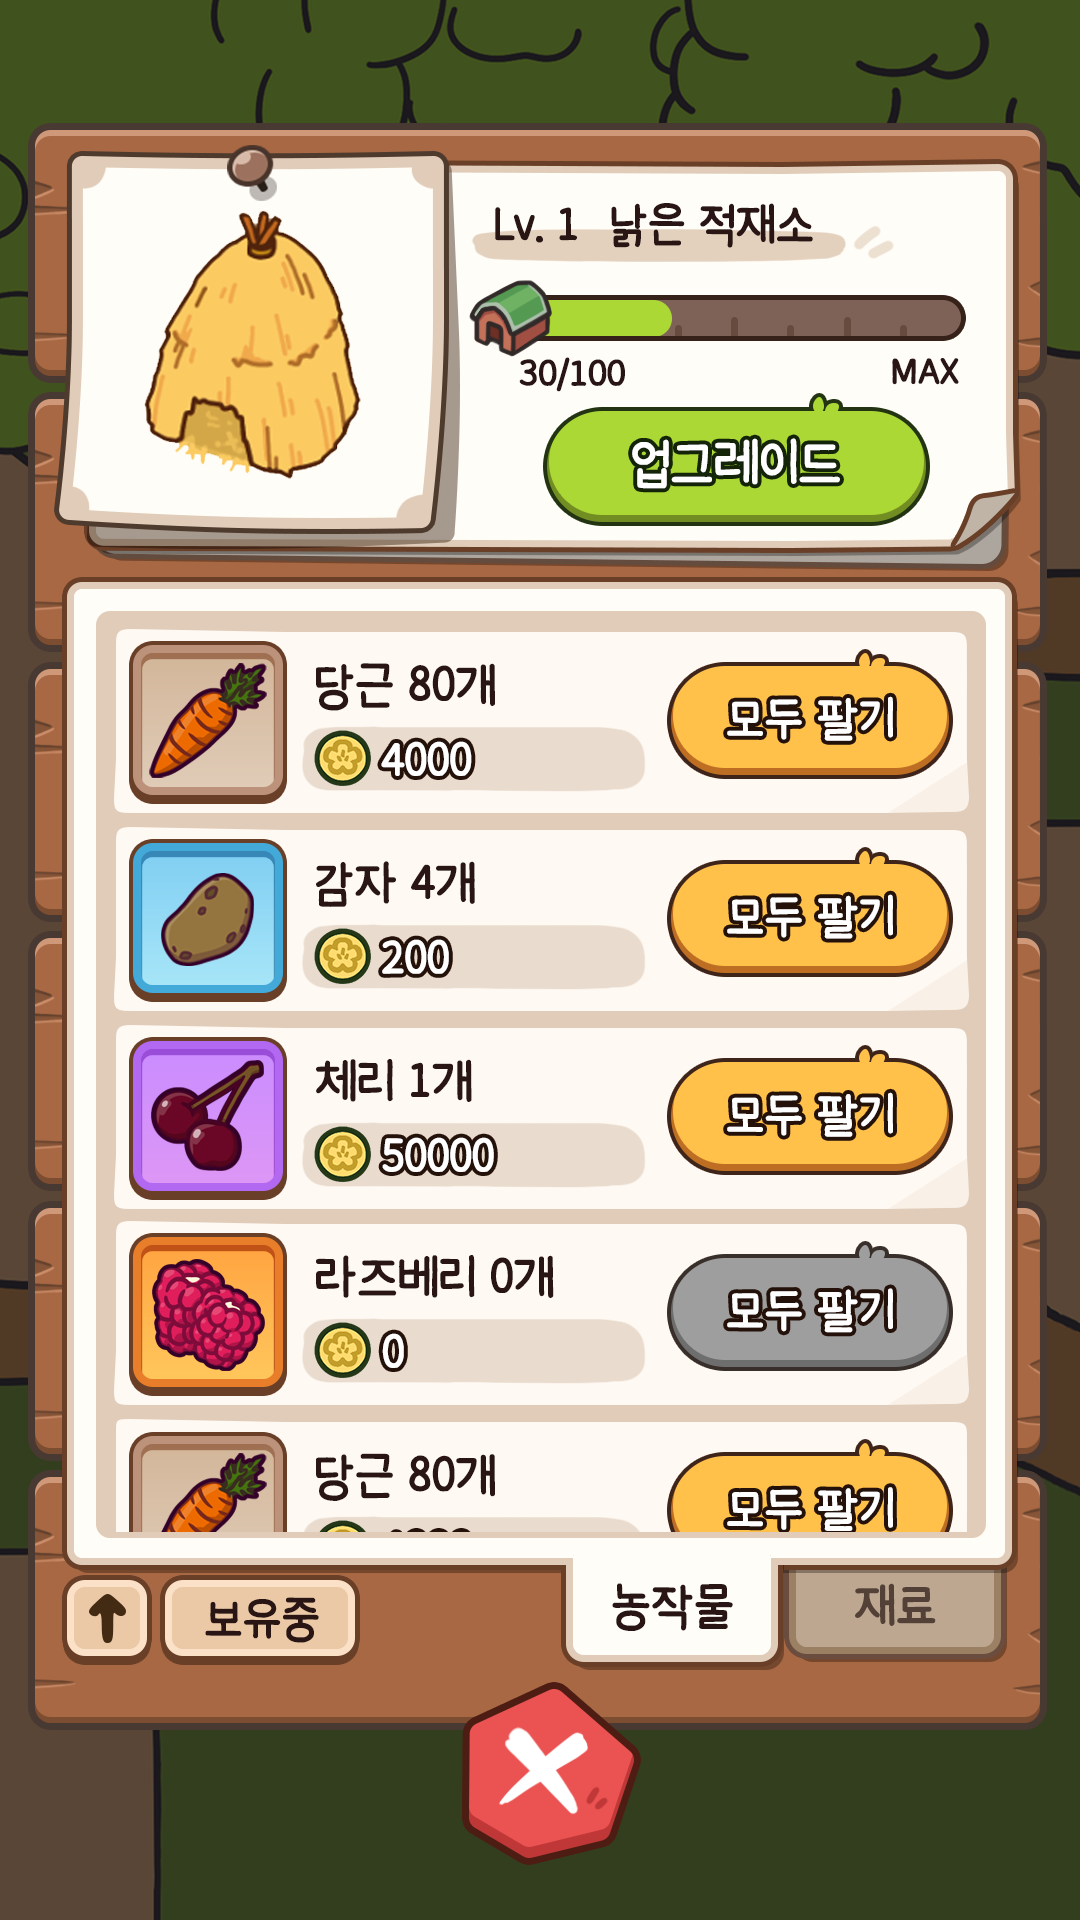 Lv. 1 낡은 적재소
30/100 MAX
업그레이드
당근 80개
4000
모두 팔기
감자 4개
200
모두 팔기
체리 1개
50000
모두 팔기
라즈베리 0개
0
모두 팔기
당근 80개
모두 팔기
보유중
농작물
재료